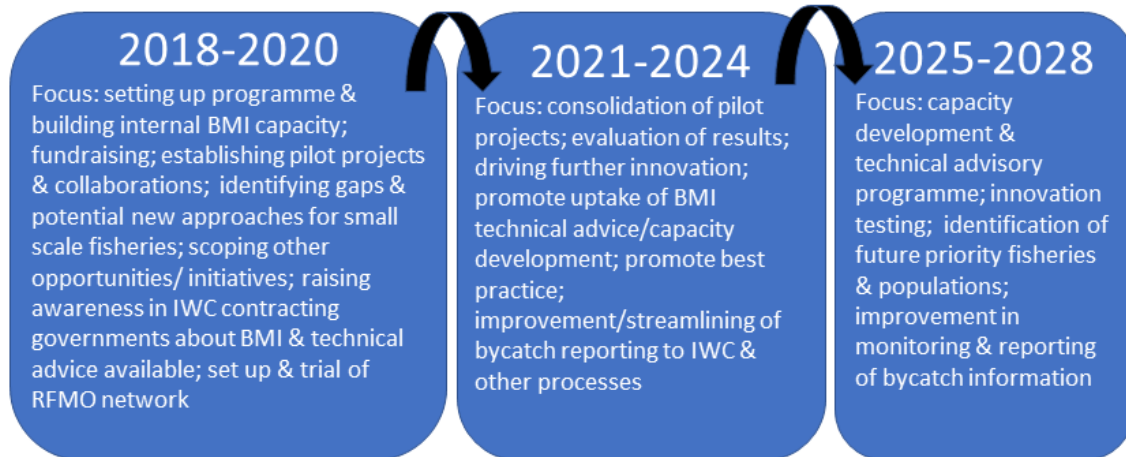 2018-2020
Focus: setting up programme &
building internal BMI capacity;
fundraising; establishing pilot projects
& collaborations; identifying gaps &
potential new approaches for small
scale fisheries; scoping other
opportunities/ initiatives; raising
awareness in IWC contracting
governments about BMI & technical
advice available; set up & trial of
RFMO network
2021-2024
Focus: consolidation of pilot
projects; evaluation of results;
driving further innovation;
promote uptake of BMI
technical advice/capacity
development; promote best
practice;
improvement/streamlining of
bycatch reporting to IWC &
other processes
2025-2028
Focus: capacity
development &
technical advisory
programme; innovation
testing; identification of
future priority fisheries
& populations;
improvement in
monitoring & reporting
of bycatch information